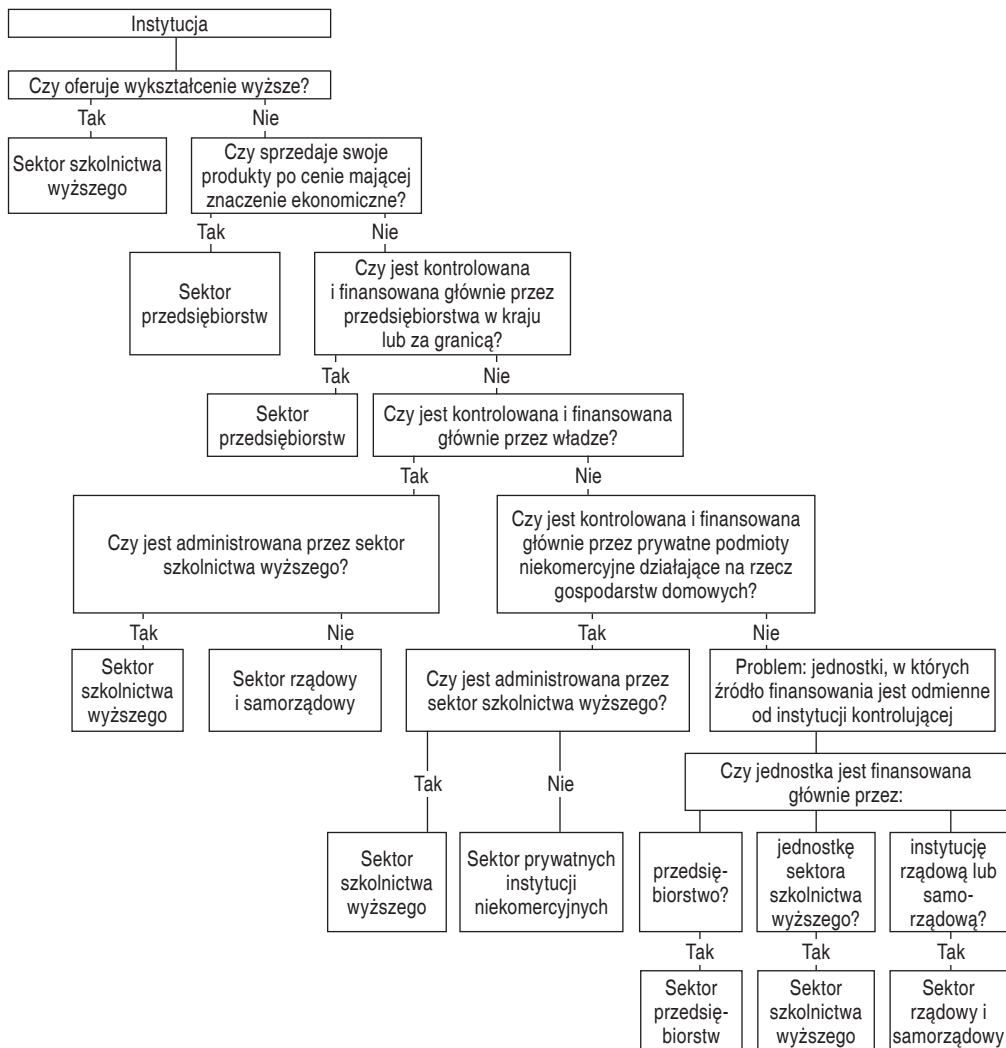 Instytucja
Czy oferuje wykształcenie wyższe?
Tak
Nie
Sektor szkolnictwa
wyższego
Czy sprzedaje swoje
produkty po cenie mającej
znaczenie ekonomiczne?
Tak
Nie
Sektor
przedsiębiorstw
Czy jest kontrolowana
i finansowana głównie przez
przedsiębiorstwa w kraju
lub za granicą?
Tak
Nie
Sektor
przedsiębiorstw
Czy jest kontrolowana i finansowana
głównie przez władze?
Tak
Nie
Czy jest administrowana przez sektor
szkolnictwa wyższego?
Czy jest kontrolowana i finansowana
głównie przez prywatne podmioty
niekomercyjne działające na rzecz
gospodarstw domowych?
Tak
Nie
Tak
Nie
Sektor
szkolnictwa
wyższego
Sektor rządowy
i samorządowy
Czy jest administrowana przez
sektor szkolnictwa wyższego?
Problem: jednostki, w których
źródło finansowania jest odmienne
od instytucji kontrolującej
Tak
Nie
Czy jednostka jest finansowana
głównie przez:
Sektor
szkolnictwa
wyższego
Sektor prywatnych
instytucji
niekomercyjnych
przedsię-
biorstwo?
jednostkę
sektora
szkolnictwa
wyższego?
instytucję
rządową lub
samo-
rządową?
Tak
Tak
Tak
Sektor
przedsię-
biorstw
Sektor
szkolnictwa
wyższego
Sektor
rządowy i
samorządowy